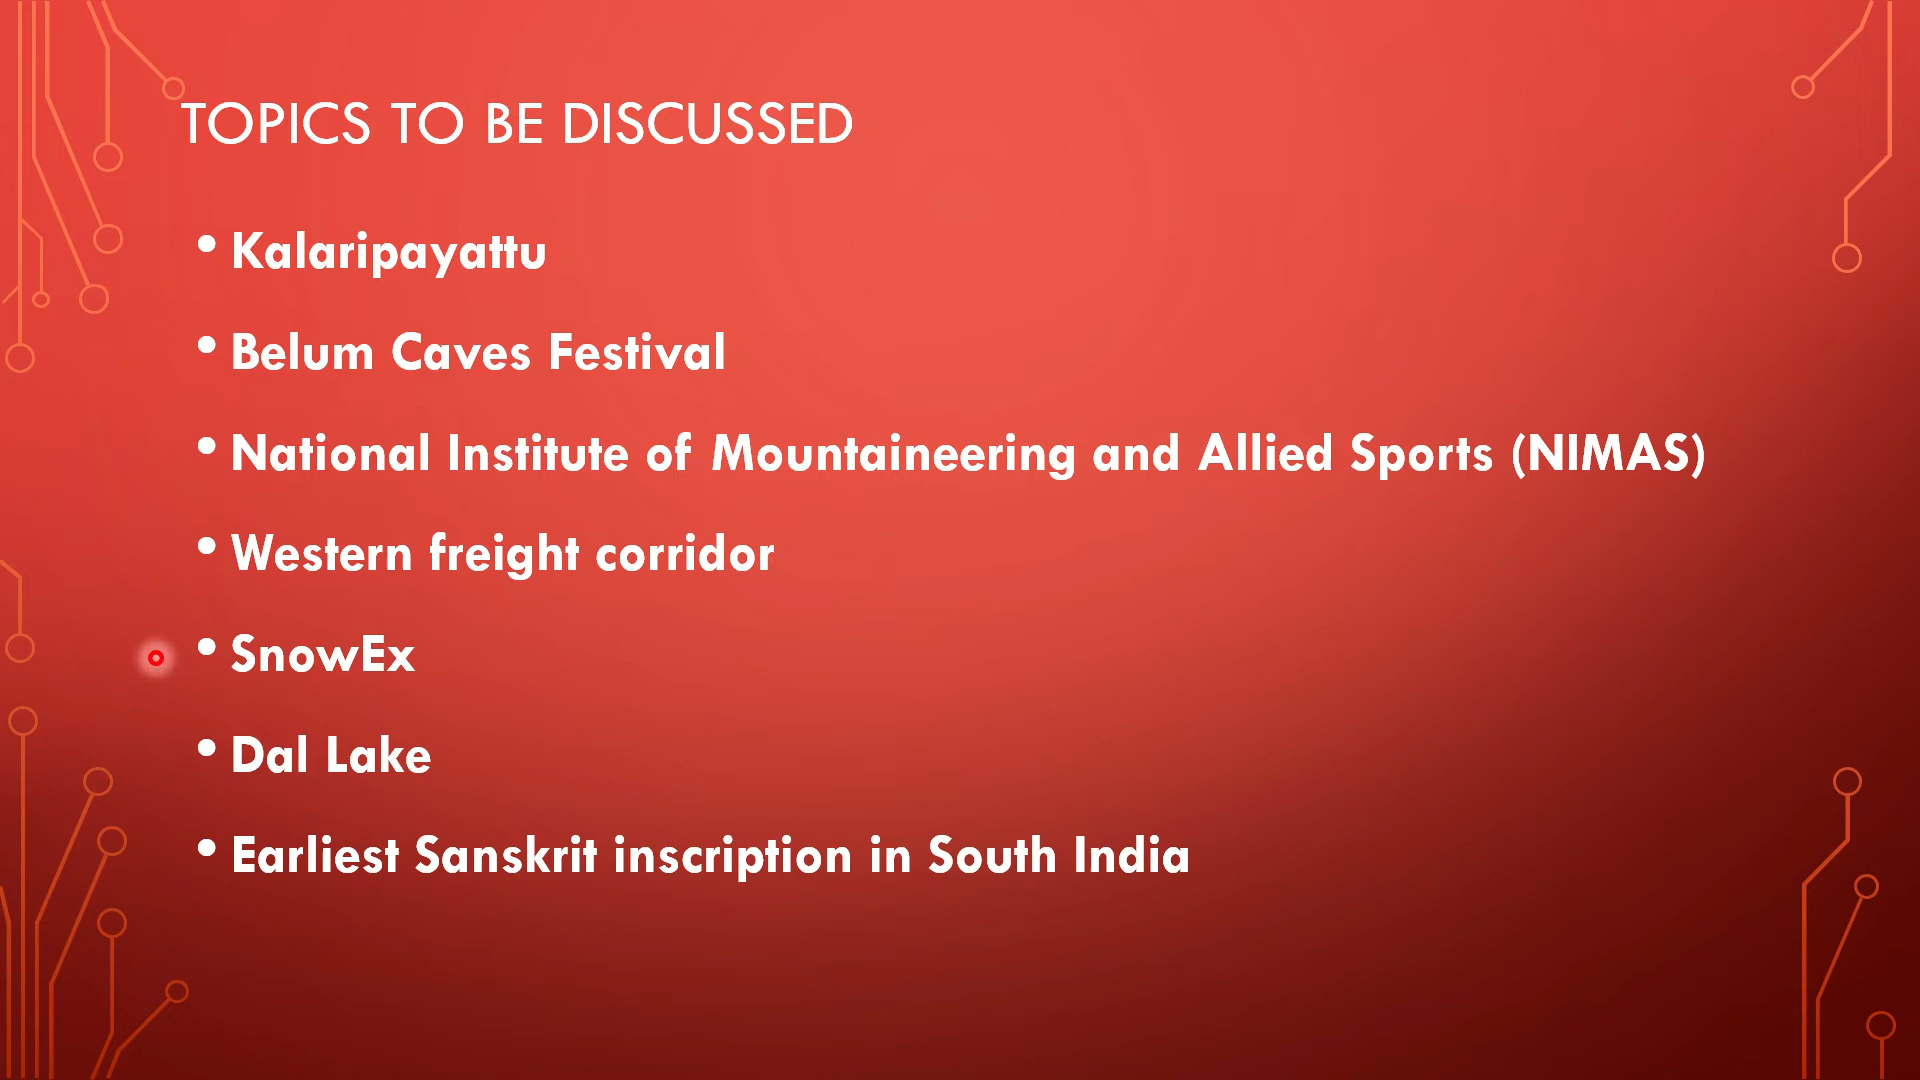 TOPICS TO BE DISCUSSED
• Kalaripayattu
• Belum Caves Festival
• National Institute of Mountaineering and Allied Sports (NIMAS)
• Western freight corridor
• SnowEx
• Dal Lake
• Earliest Sanskrit inscription in South India